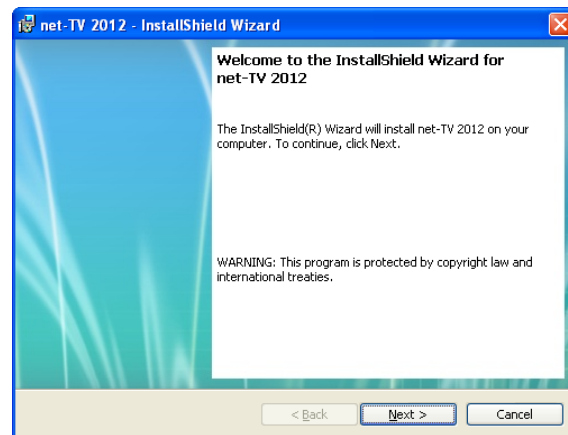 net-TV 2012 - InstallShield Wizard
Welcome to the InstallShield Wizard for
net-TV 2012
The InstallShield(R) Wizard will install net-TV 2012 on your
computer. To continue, click Next.
WARNING: This program is protected by copyright law and
international treaties.
< Back Next > Cancel